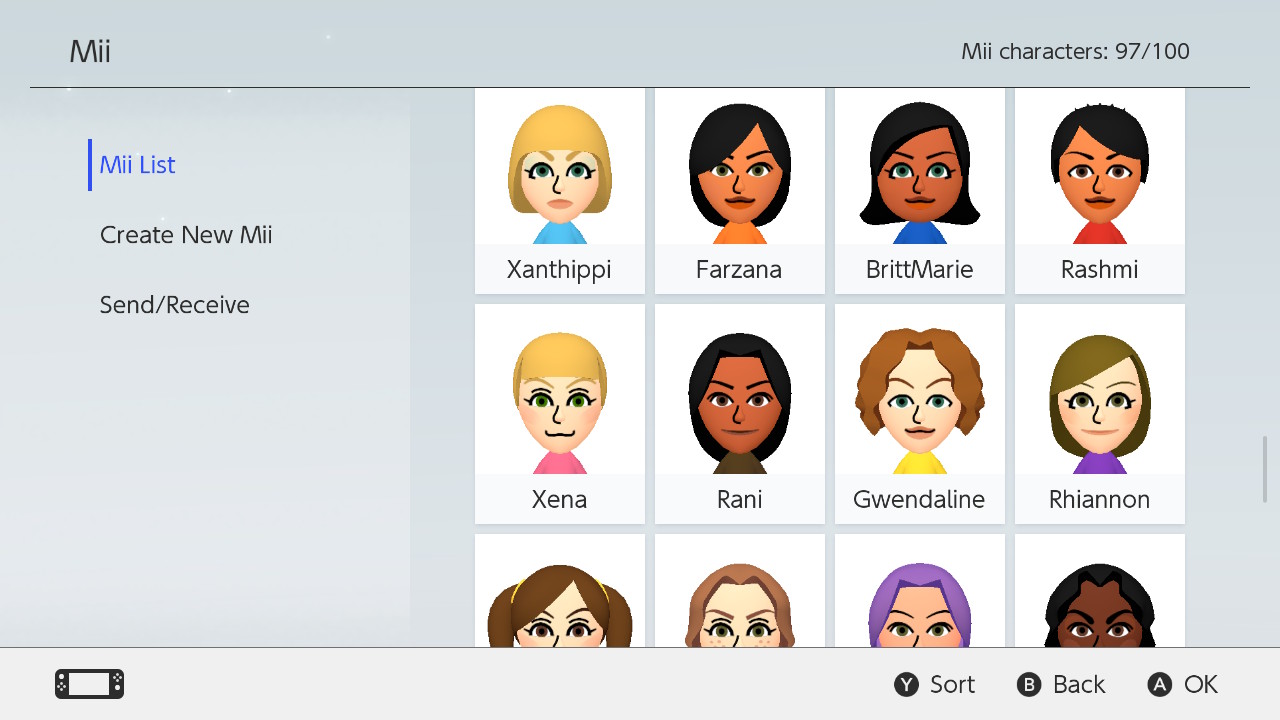 Mii
Mii characters: 97/100
Mii List
Create New Mii
Send/Receive
Xanthippi
Farzana
BrittMarie
Rashmi
Xena
Rani
Gwendaline
Rhiannon
Y Sort
B Back
A OK